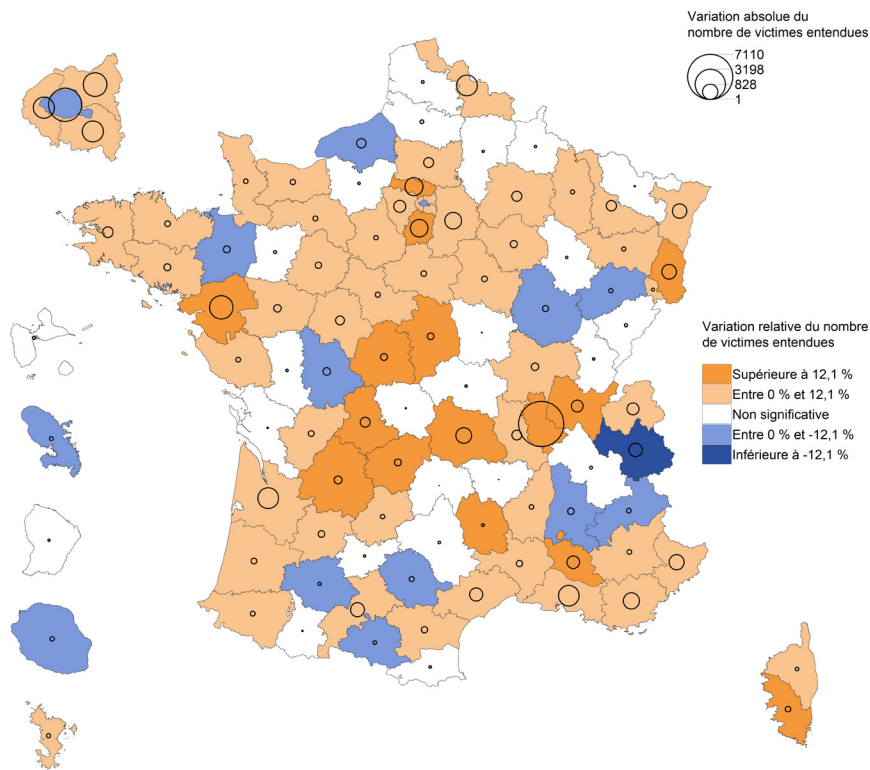 Variation absolue du
nombre de victimes entendues
7110
3198
828
1
Variation relative du nombre
de victimes entendues
Supérieure à 12,1 %
Entre 0 % et 12,1 %
Non significative
Entre 0 % et -12,1 %
Inférieure à -12,1 %